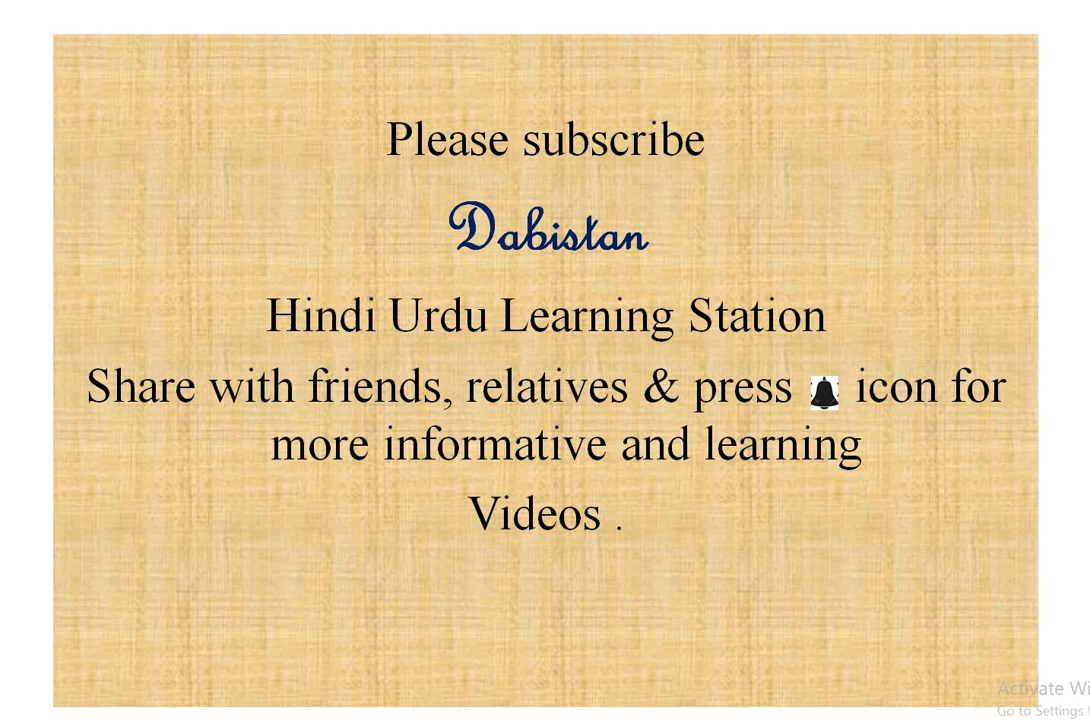 Please subscribe
Dabistan
Hindi Urdu Learning Station
Share with friends, relatives & press icon for
more informative and learning
Videos .
Activate Wi
Go to Settings